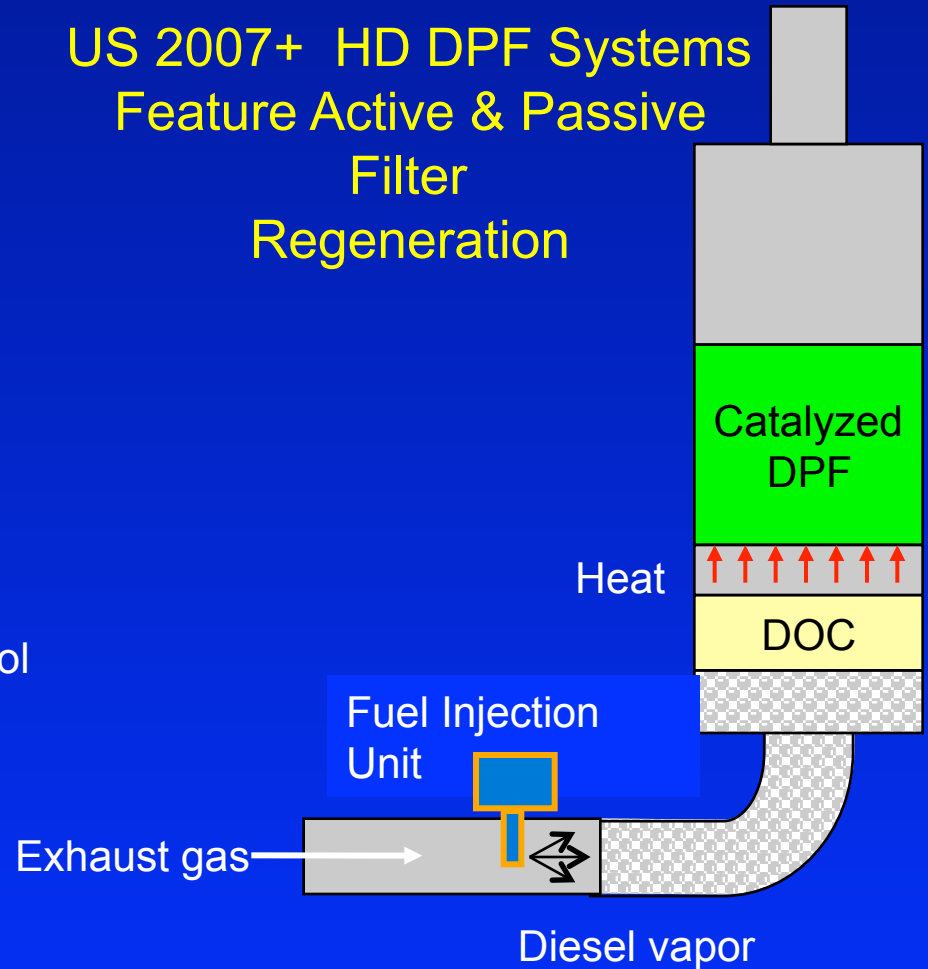 US 2007+ HD DPF Systems
Feature Active & Passive
Filter
Regeneration
Catalyzed
DPF
Heat
DOC
ol
Fuel Injection
Unit
Exhaust gas
Diesel vapor